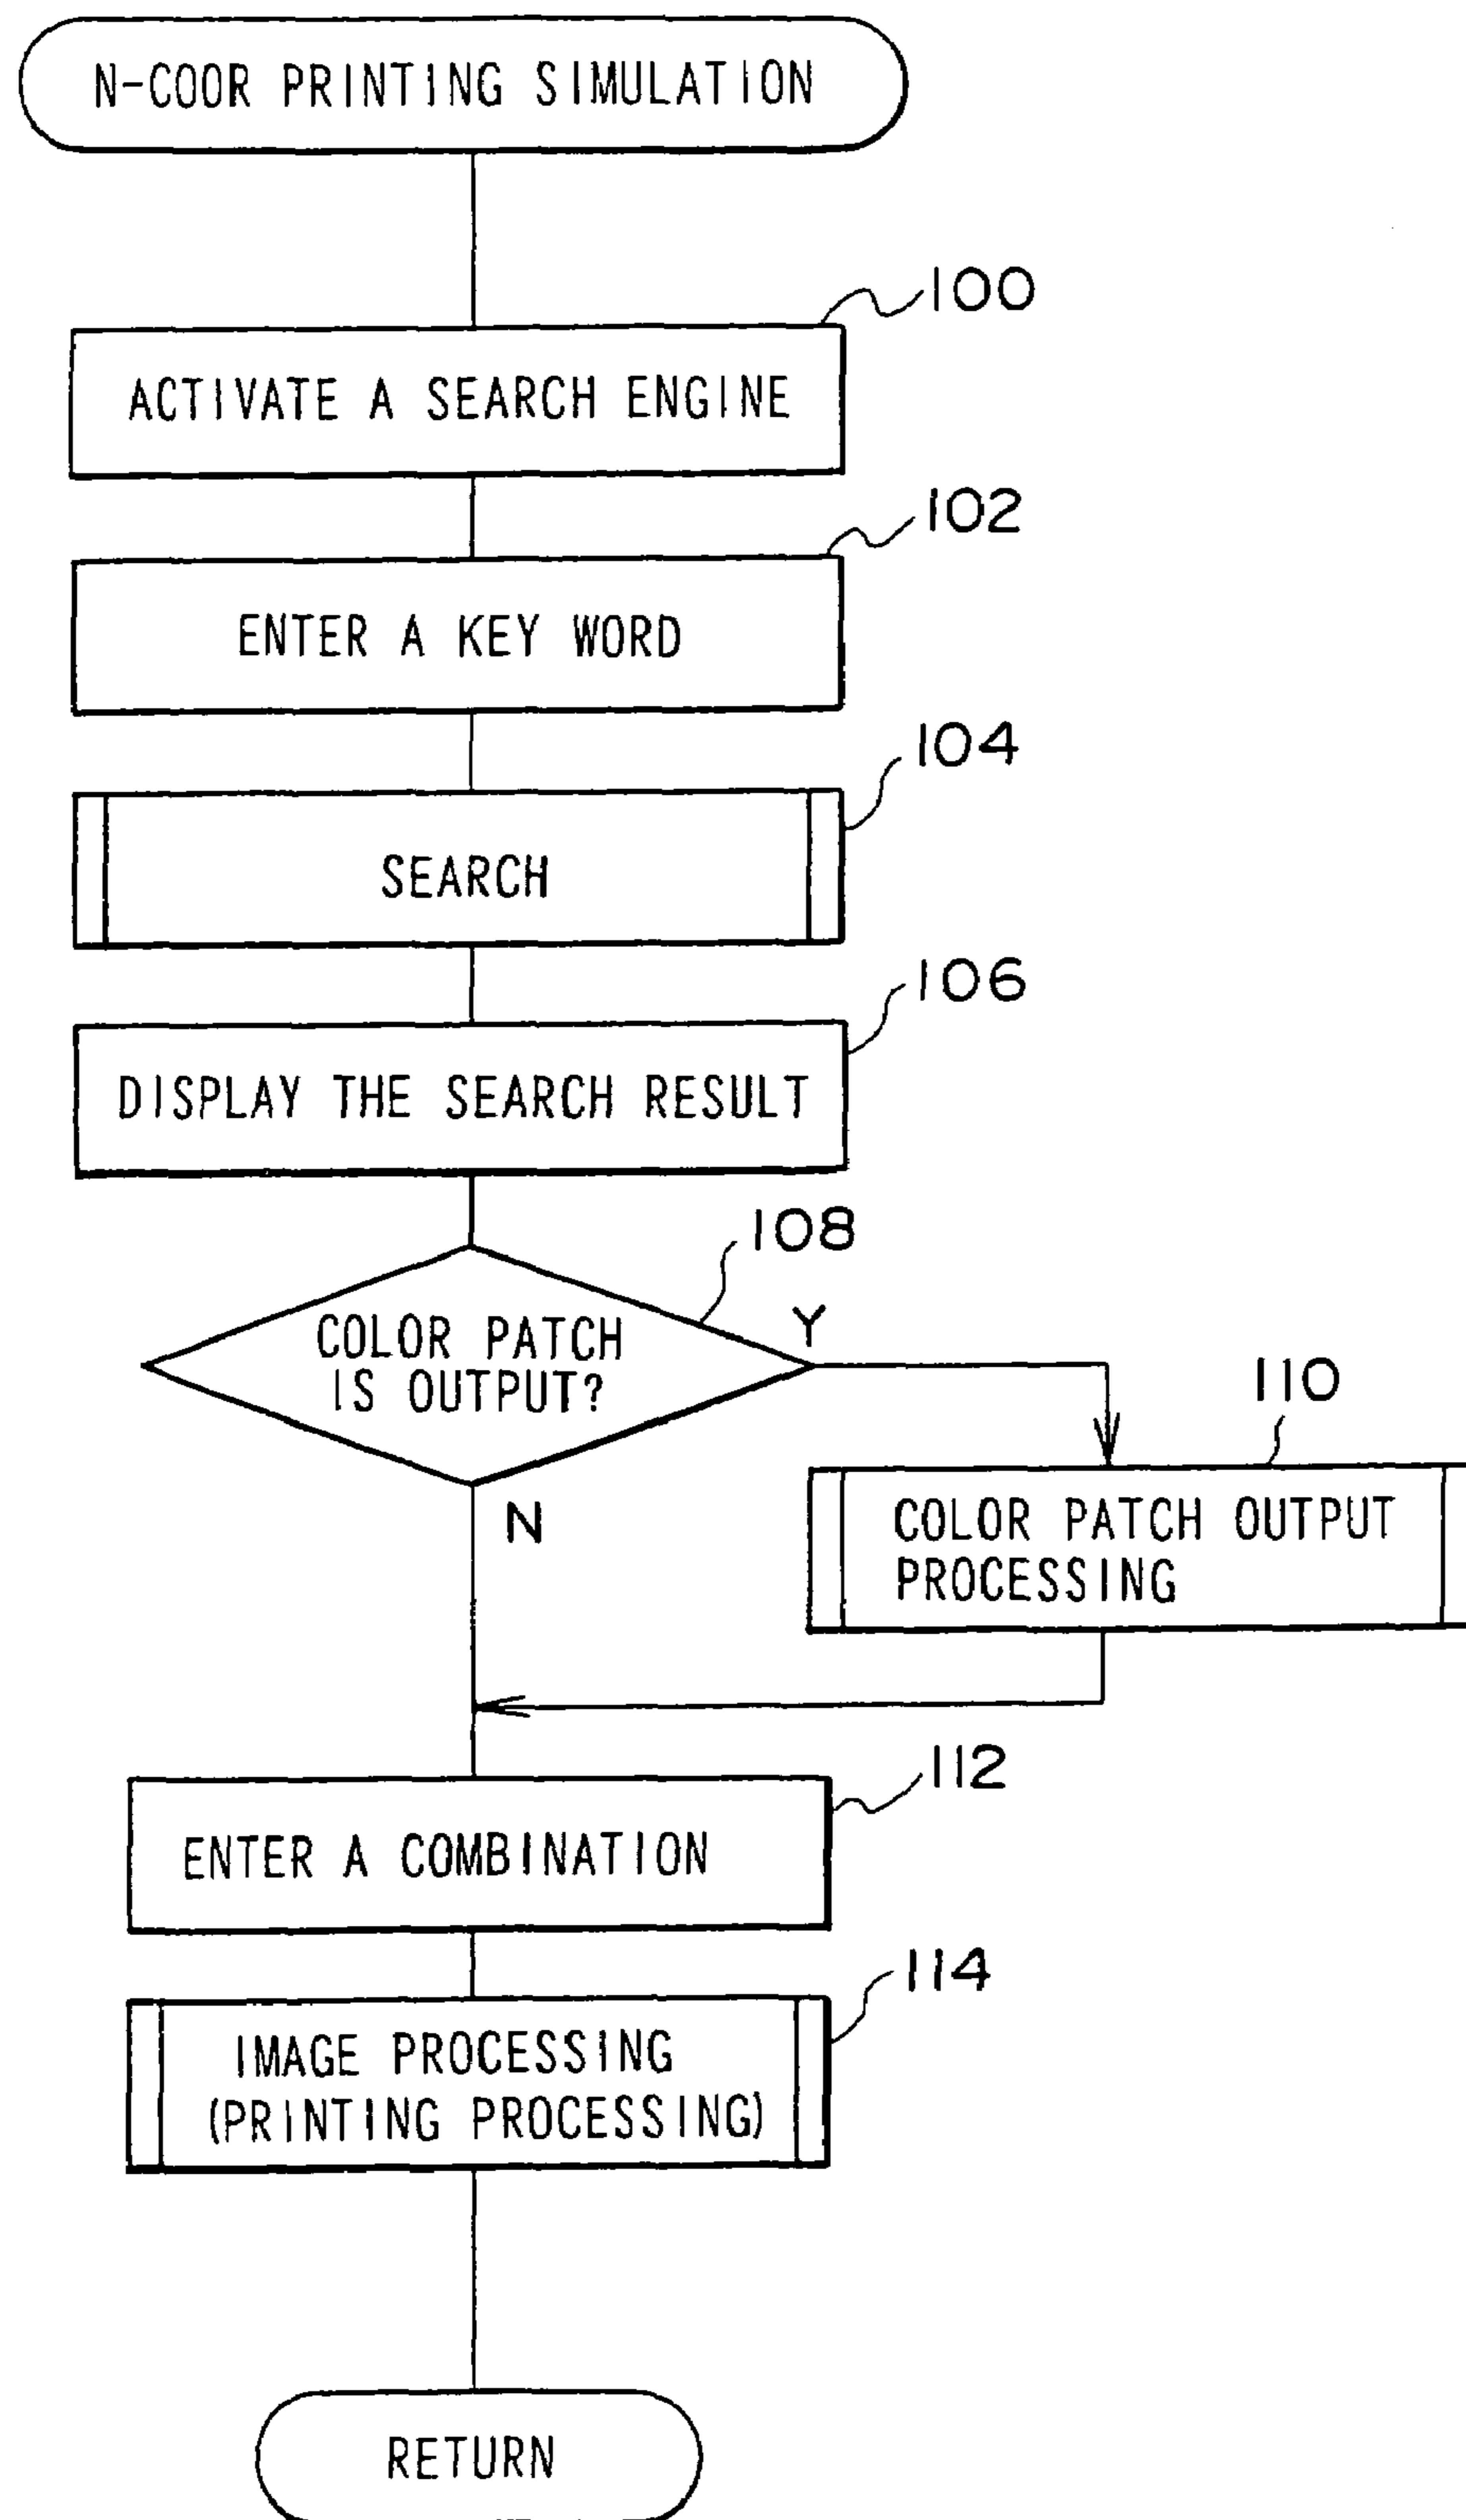 N-COOR PRINTING SIMULATION
100
ACTIVATE A SEARCH ENGINE
102
ENTER A KEY WORD
104
SEARCH
106
DISPLAY THE SEARCH RESULT
108
COLOR PATCH
IS OUTPUT?
Y
N
110
COLOR PATCH OUTPUT
PROCESSING
112
ENTER A COMBINATION
114
IMAGE PROCESSING
(PRINTING PROCESSING)
RETURN